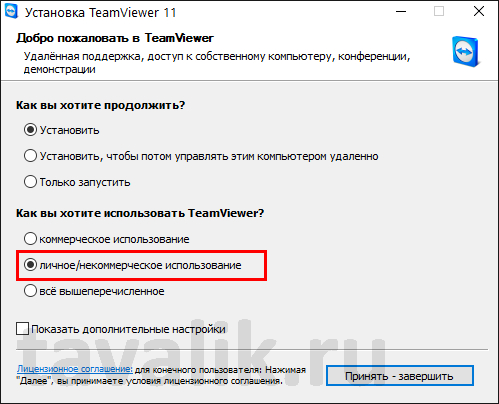 Установка TeamViewer 11
Добро пожаловать в TeamViewer
Удалённая поддержка, доступ к собственному компьютеру, конференции,
демонстрации
Как вы хотите продолжить?
Установить
Установить, чтобы потом управлять этим компьютером удаленно
Только запустить
Как вы хотите использовать TeamViewer?
коммерческое использование
личное/некоммерческое использование
всё вышеперечисленное
Показать дополнительные настройки
tavalik.ru
Лицензионное соглашение: для конечного пользователя: Нажимая
"Далее", вы принимаете условия лицензионного соглашения.
Принять - завершить